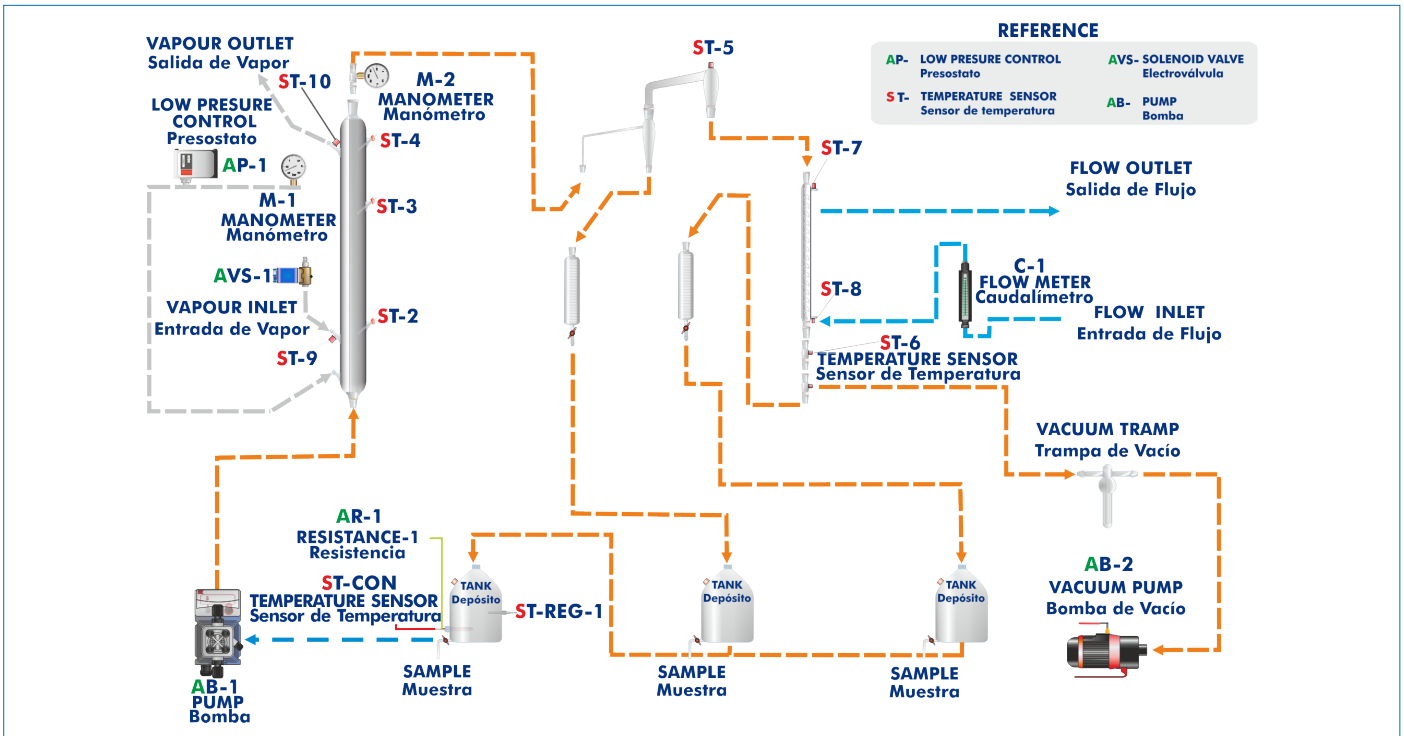 REFERENCE
AP- LOW PRESURE CONTROL
Presostato
AVS- SOLENOID VALVE
Electroválvula
ST- TEMPERATURE SENSOR
Sensor de temperatura
AB- PUMP
Bomba
VAPOUR OUTLET
Salida de Vapor
ST-10
LOW PRESURE
CONTROL
Presostato
AP-1
M-1
MANOMETER
Manómetro
AVS-1
VAPOUR INLET
Entrada de Vapor
ST-9
M-2
MANOMETER
Manómetro
ST-4
ST-3
ST-2
ST-5
ST-7
FLOW OUTLET
Salida de Flujo
ST-8
C-1
FLOW METER
Caudalímetro
FLOW INLET
Entrada de Flujo
ST-6
TEMPERATURE SENSOR
Sensor de Temperatura
VACUUM TRAMP
Trampa de Vacío
AR-1
RESISTANCE-1
Resistencia
ST-CON
TEMPERATURE SENSOR
Sensor de Temperatura
TANK
Depósito
ST-REG-1
TANK
Depósito
TANK
Depósito
AB-2
VACUUM PUMP
Bomba de Vacío
SAMPLE
Muestra
SAMPLE
Muestra
SAMPLE
Muestra
AB-1
PUMP
Bomba